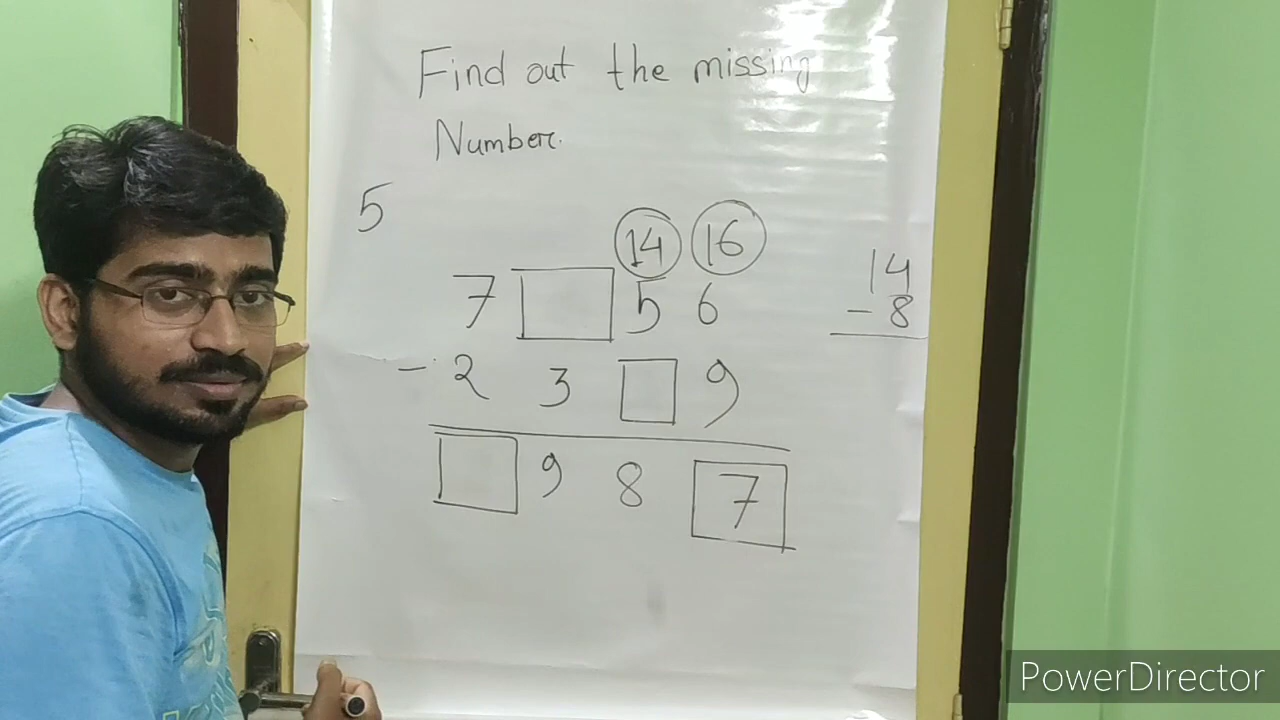 Find out the missing
Number.
5
14 16
7 5 6
- 2 3 9
9 8 7
14
- 8
PowerDirector